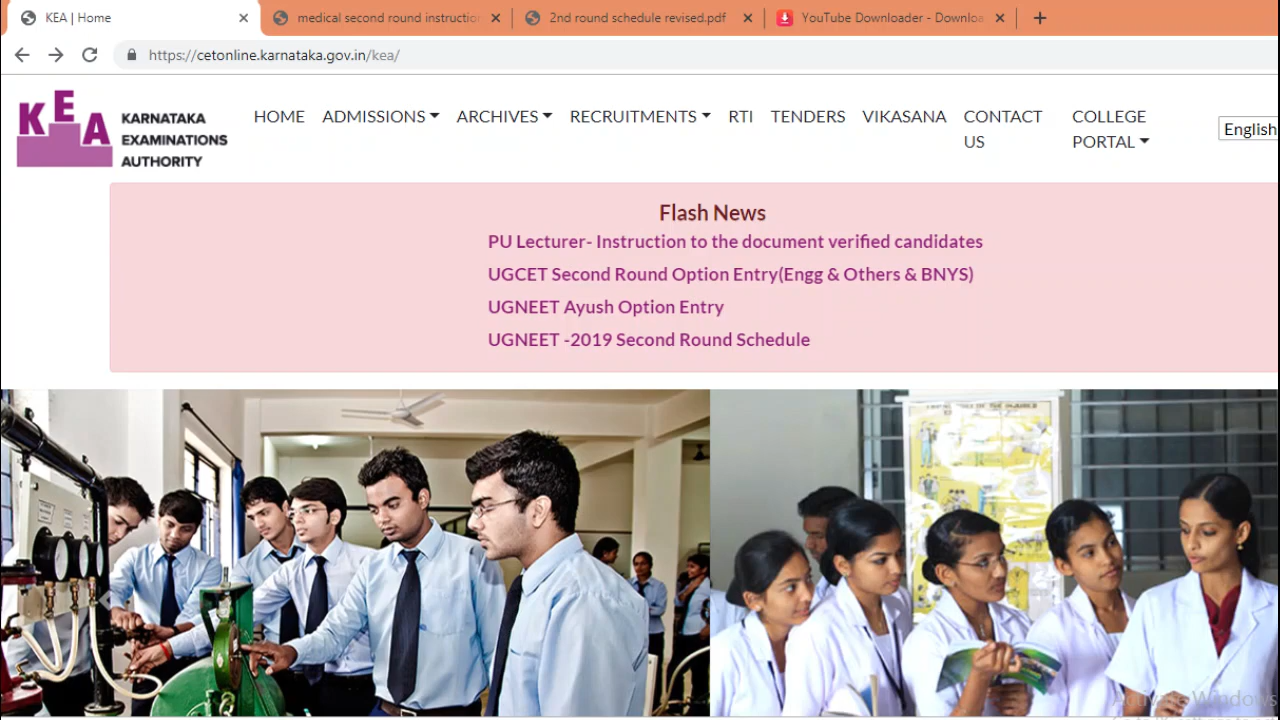 KEA | Home
medical second round instructio
2nd round schedule revised.pdf
YouTube Downloader - Downloa
https://cetonline.karnataka.gov.in/kea/
KEA
KARNATAKA
EXAMINATIONS
AUTHORITY
HOME
ADMISSIONS
ARCHIVES
RECRUITMENTS
RTI
TENDERS
VIKASANA
CONTACT
US
COLLEGE
PORTAL
English
Flash News
PU Lecturer- Instruction to the document verified candidates
UGCET Second Round Option Entry(Engg & Others & BNYS)
UGNEET Ayush Option Entry
UGNEET -2019 Second Round Schedule
Activate Windows